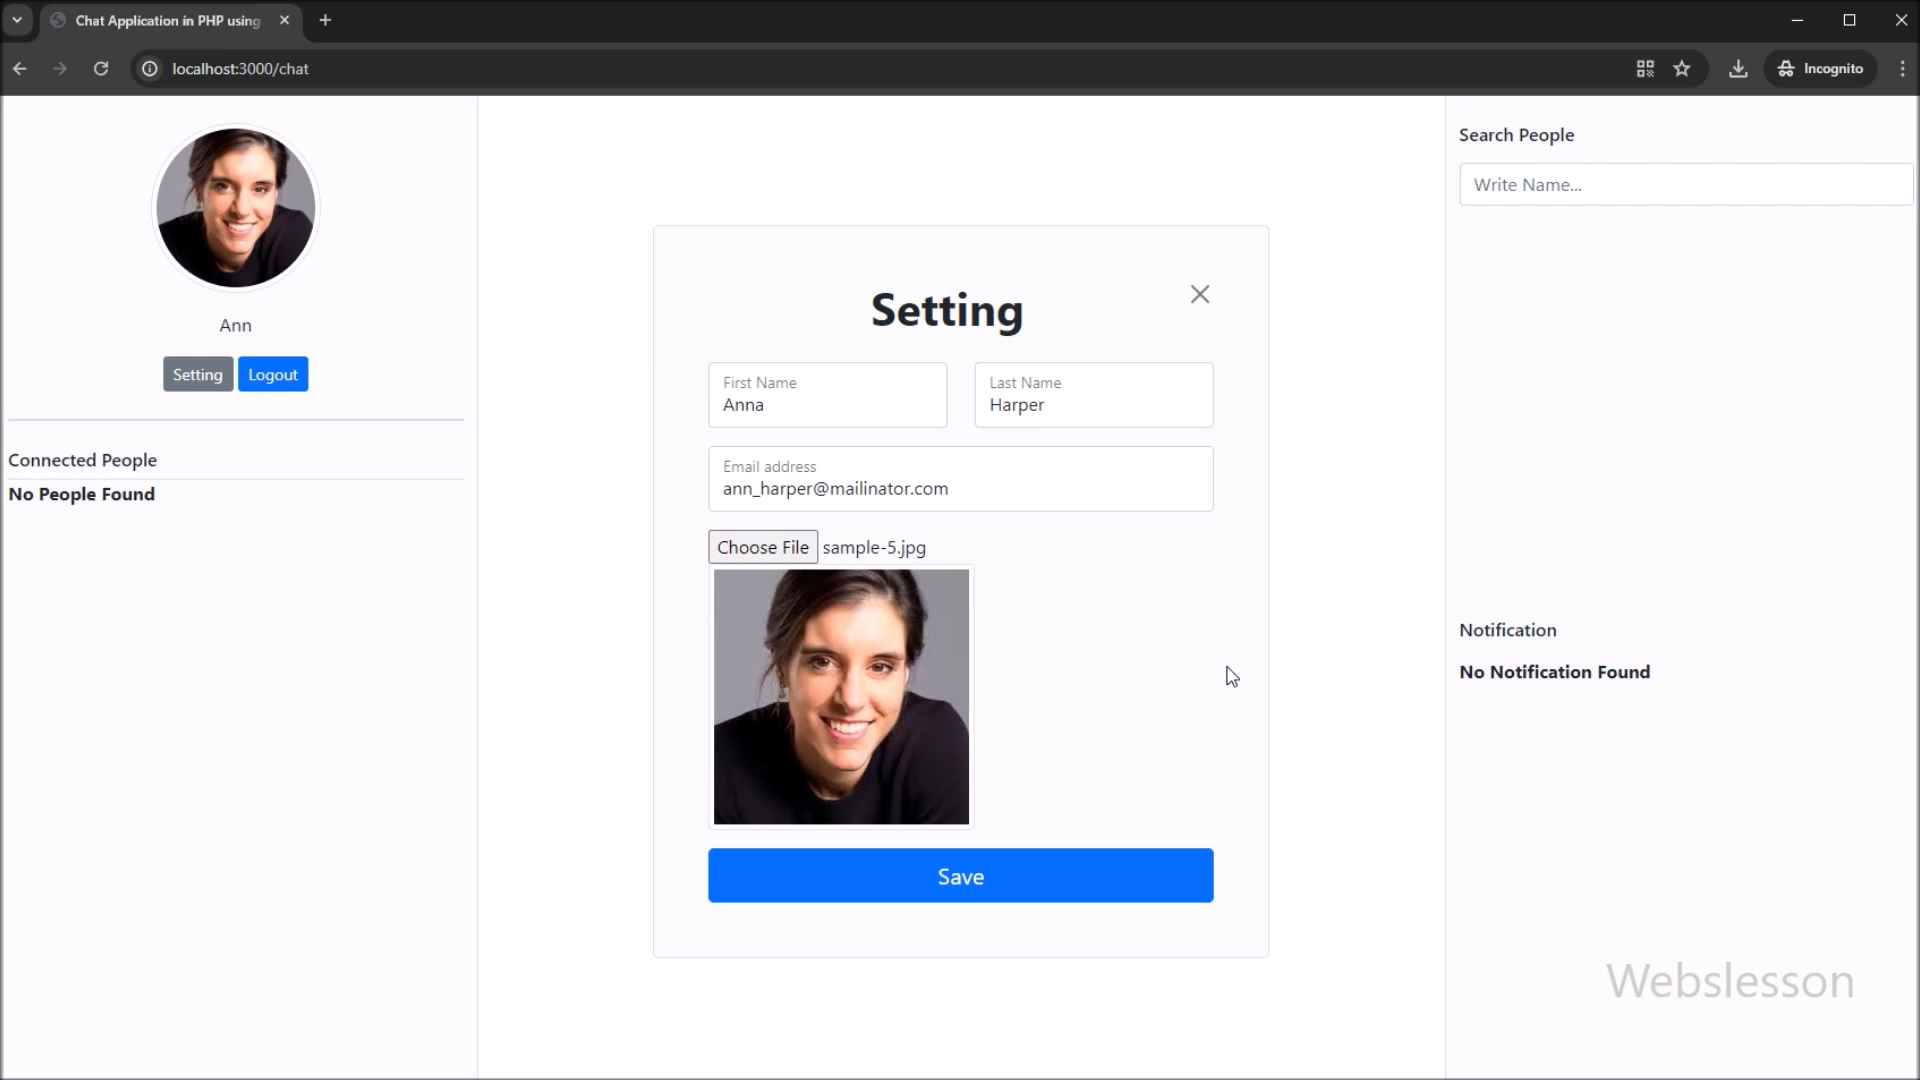 Chat Application in PHP using
localhost:3000/chat
Incognito
Ann
Setting
Logout
Connected People
No People Found
Setting
First Name
Anna
Last Name
Harper
Email address
ann_harper@mailinator.com
Choose File sample-5.jpg
Save
Search People
Write Name...
Notification
No Notification Found
Webslesson